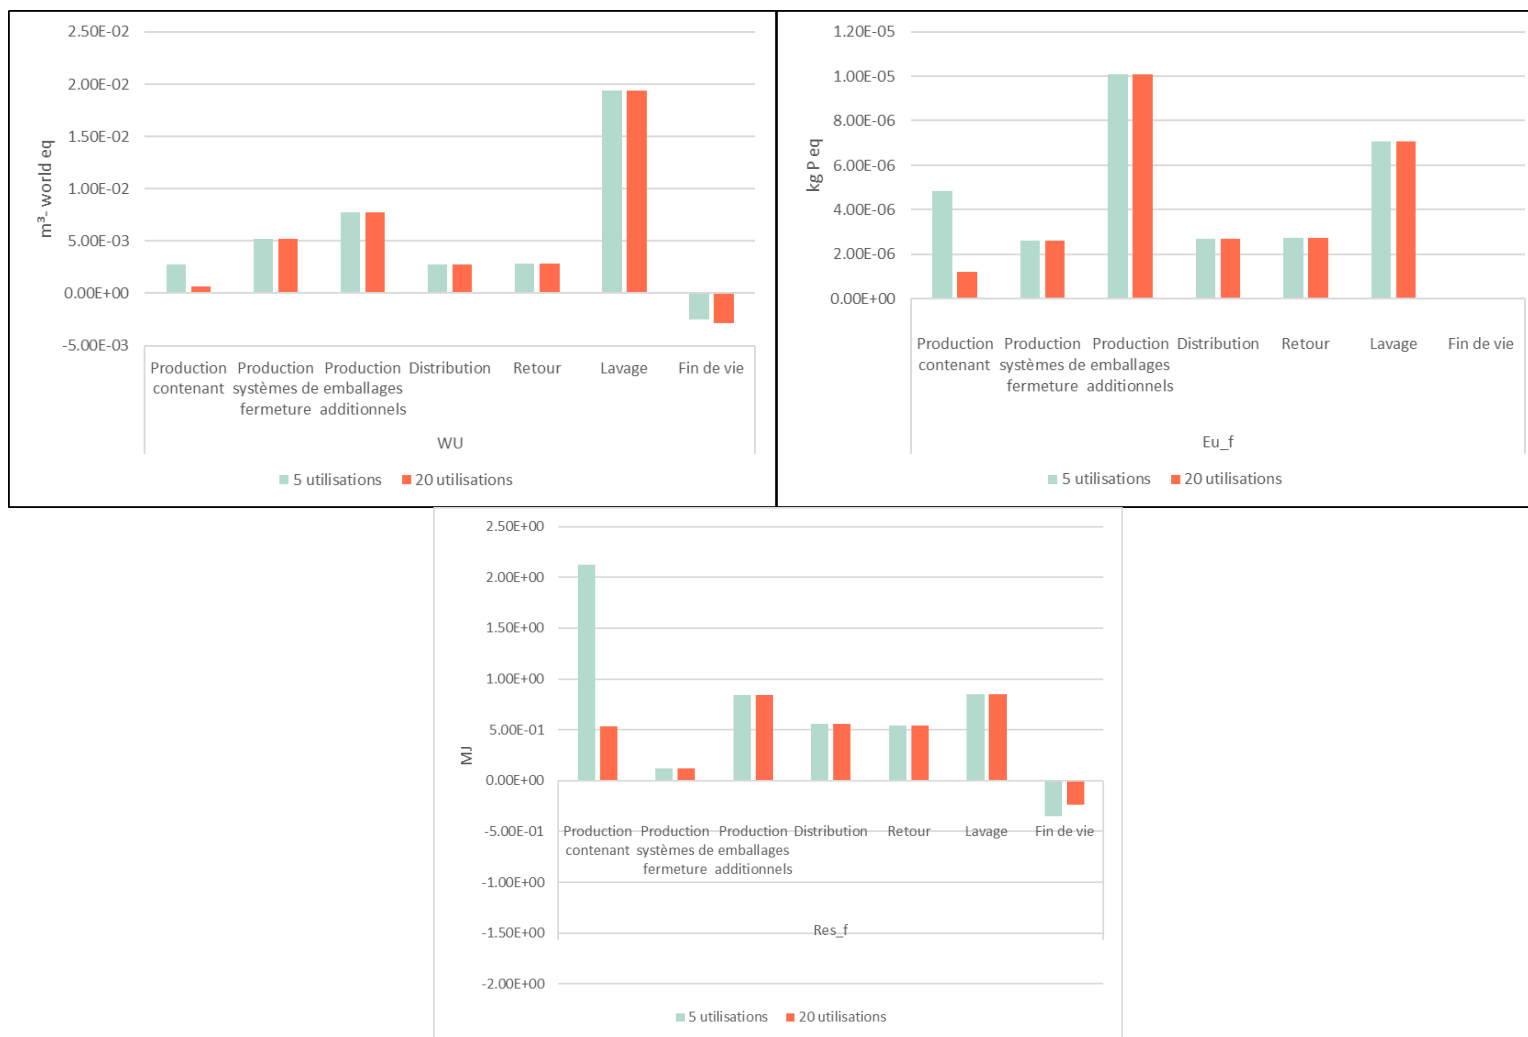 2.50E-02
2.00E-02
1.50E-02
1.00E-02
5.00E-03
0.00E+00
-5.00E-03
m³- world eq
Production Production Production Distribution Retour Lavage Fin de vie
contenant systèmes de emballages
fermeture additionnels
WU
5 utilisations 20 utilisations
1.20E-05
1.00E-05
8.00E-06
6.00E-06
4.00E-06
2.00E-06
0.00E+00
kg P eq
Production Production Production Distribution Retour Lavage Fin de vie
contenant systèmes de emballages
fermeture additionnels
Eu_f
5 utilisations 20 utilisations
2.50E+00
2.00E+00
1.50E+00
1.00E+00
5.00E-01
0.00E+00
-5.00E-01
-1.00E+00
-1.50E+00
-2.00E+00
MJ
Production Production Production Distribution Retour Lavage Fin de vie
contenant systèmes de emballages
fermeture additionnels
Res_f
5 utilisations 20 utilisations